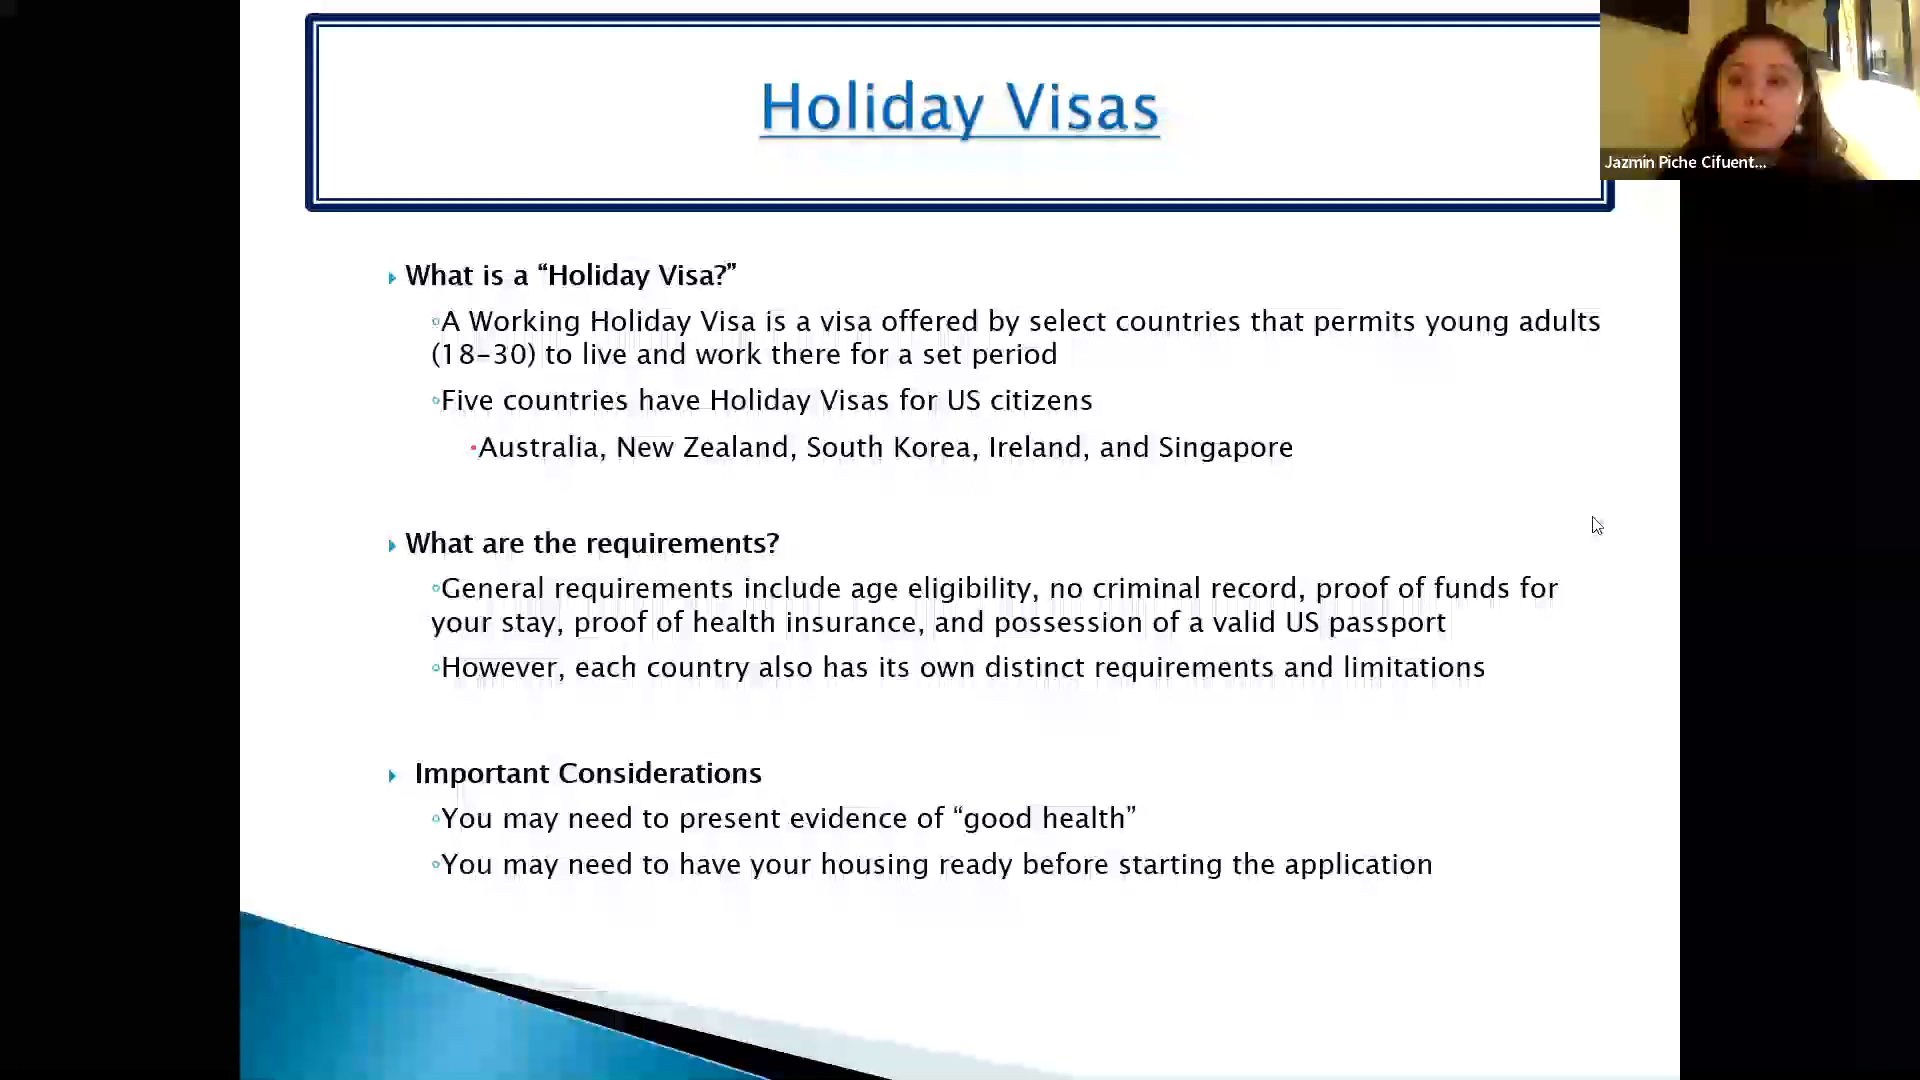 Holiday Visas
Jazmín Piche Cifuent...
What is a “Holiday Visa?”
A Working Holiday Visa is a visa offered by select countries that permits young adults
(18-30) to live and work there for a set period
Five countries have Holiday Visas for US citizens
Australia, New Zealand, South Korea, Ireland, and Singapore
What are the requirements?
General requirements include age eligibility, no criminal record, proof of funds for
your stay, proof of health insurance, and possession of a valid US passport
However, each country also has its own distinct requirements and limitations
Important Considerations
You may need to present evidence of “good health”
You may need to have your housing ready before starting the application